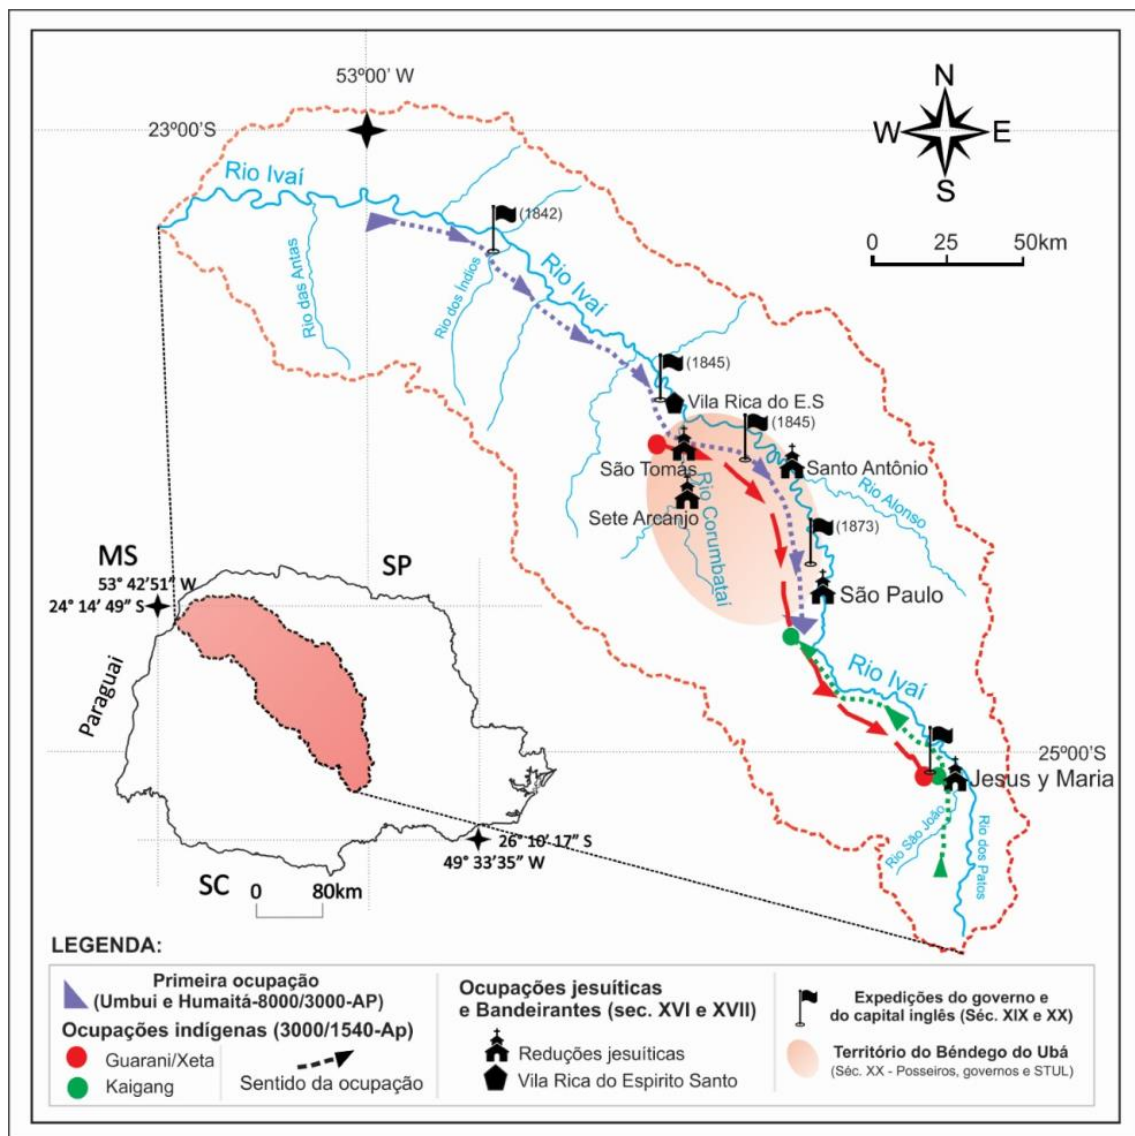 53º00' W
23º00'S
N
W
E
S
0 25 50km
Rio Ivaí
(1842)
Rio das Antas
Rio dos Índios
Rio Ivaí
(1845)
Vila Rica do E.S
(1845)
São Tomás
Santo Antônio
Sete Arcanjo
Rio Corumbataí
Rio Alonso
(1873)
São Paulo
MS
SP
53° 42'51" W
24° 14' 49" S
Paraguai
Rio Ivaí
25º00'S
Jesus y Maria
Rio São João
Rio dos Patos
26° 10'17" S
49° 33'35" W
SC
0 80km
LEGENDA:
Primeira ocupação
(Umbui e Humaitá-8000/3000-AP)
Ocupações indígenas (3000/1540-Ap)
Guarani/Xeta
Kaigang
Sentido da ocupação
Ocupações jesuíticas
e Bandeirantes (sec. XVI e XVII)
Reduções jesuíticas
Vila Rica do Espirito Santo
Expedições do governo e
do capital inglês (Séc. XIX e XX)
Território do Béndego do Ubá
(Séc. XX - Posseiros, governos e STUL)